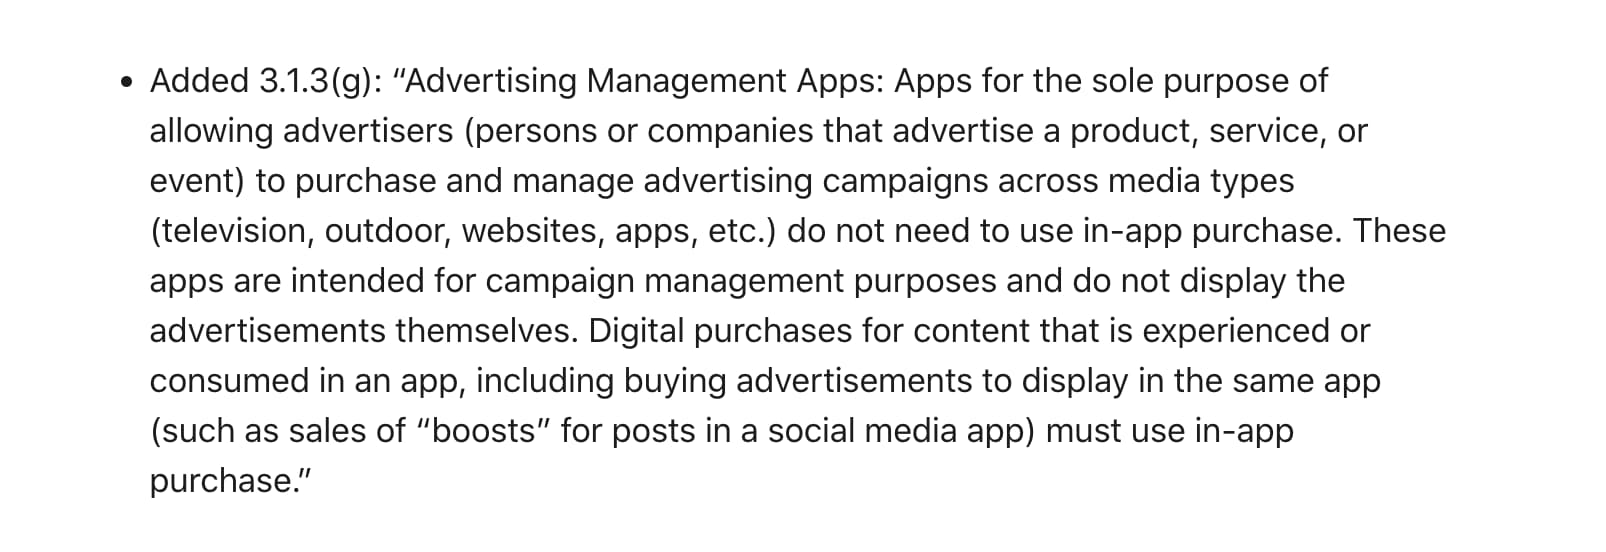 • Added 3.1.3(g): “Advertising Management Apps: Apps for the sole purpose of
allowing advertisers (persons or companies that advertise a product, service, or
event) to purchase and manage advertising campaigns across media types
(television, outdoor, websites, apps, etc.) do not need to use in-app purchase. These
apps are intended for campaign management purposes and do not display the
advertisements themselves. Digital purchases for content that is experienced or
consumed in an app, including buying advertisements to display in the same app
(such as sales of “boosts” for posts in a social media app) must use in-app
purchase.”